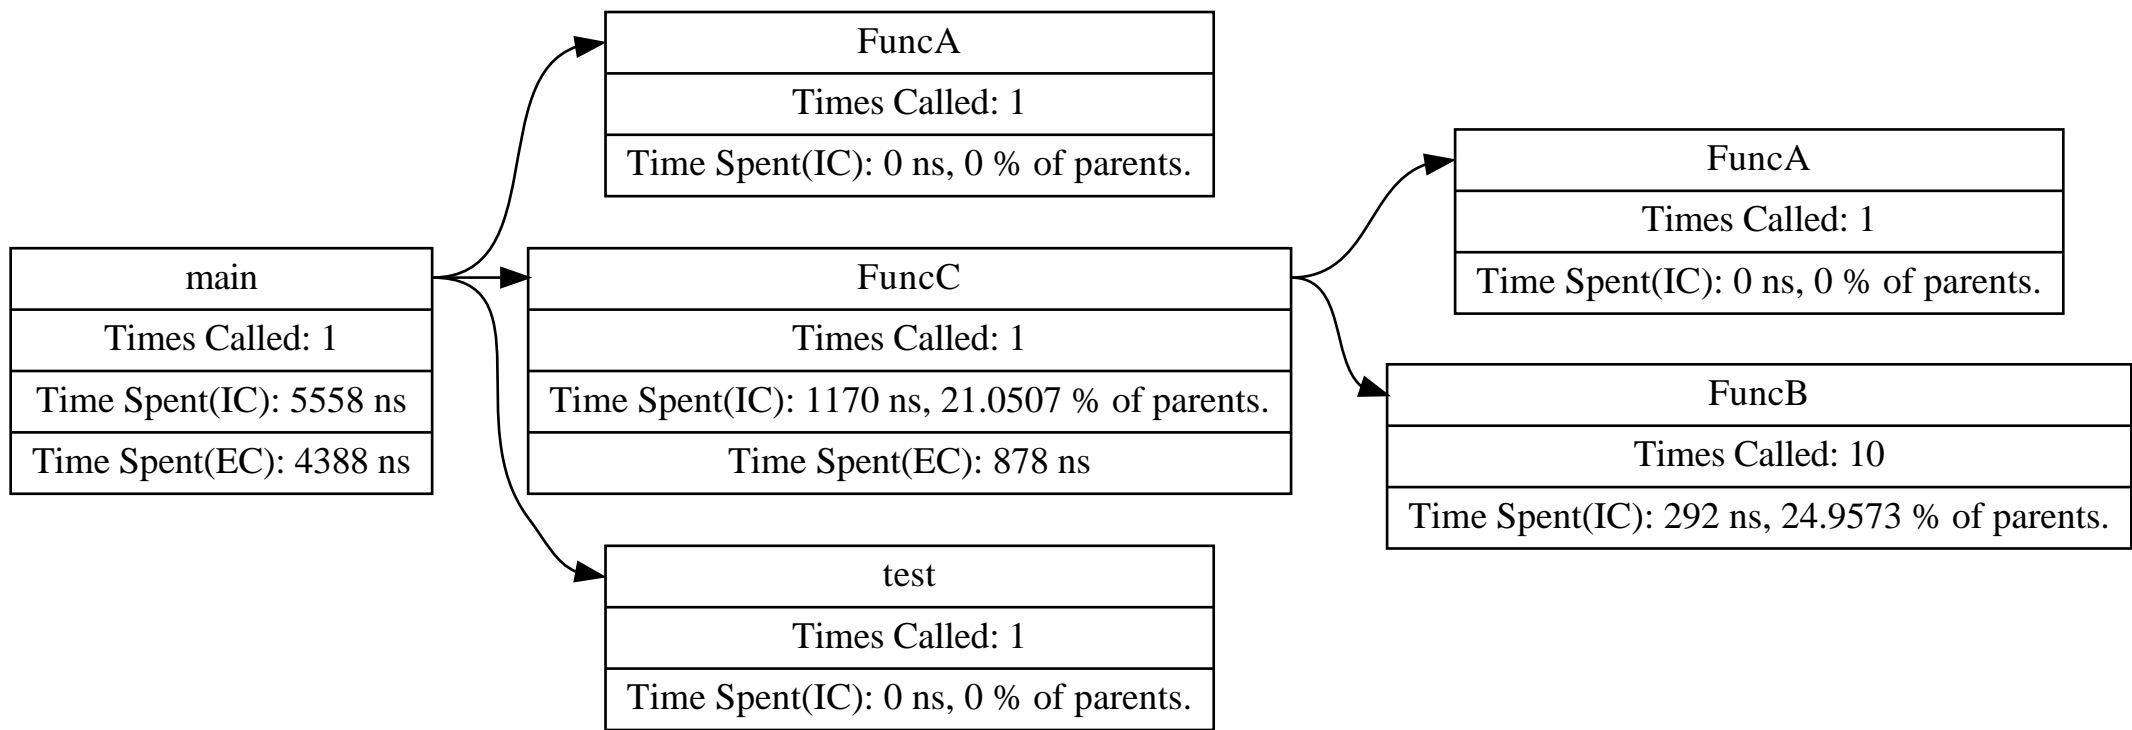 main
Times Called: 1
Time Spent(IC): 5558 ns
Time Spent(EC): 4388 ns
FuncA
Times Called: 1
Time Spent(IC): 0 ns, 0 % of parents.
FuncC
Times Called: 1
Time Spent(IC): 1170 ns, 21.0507 % of parents.
Time Spent(EC): 878 ns
test
Times Called: 1
Time Spent(IC): 0 ns, 0 % of parents.
FuncA
Times Called: 1
Time Spent(IC): 0 ns, 0 % of parents.
FuncB
Times Called: 10
Time Spent(IC): 292 ns, 24.9573 % of parents.